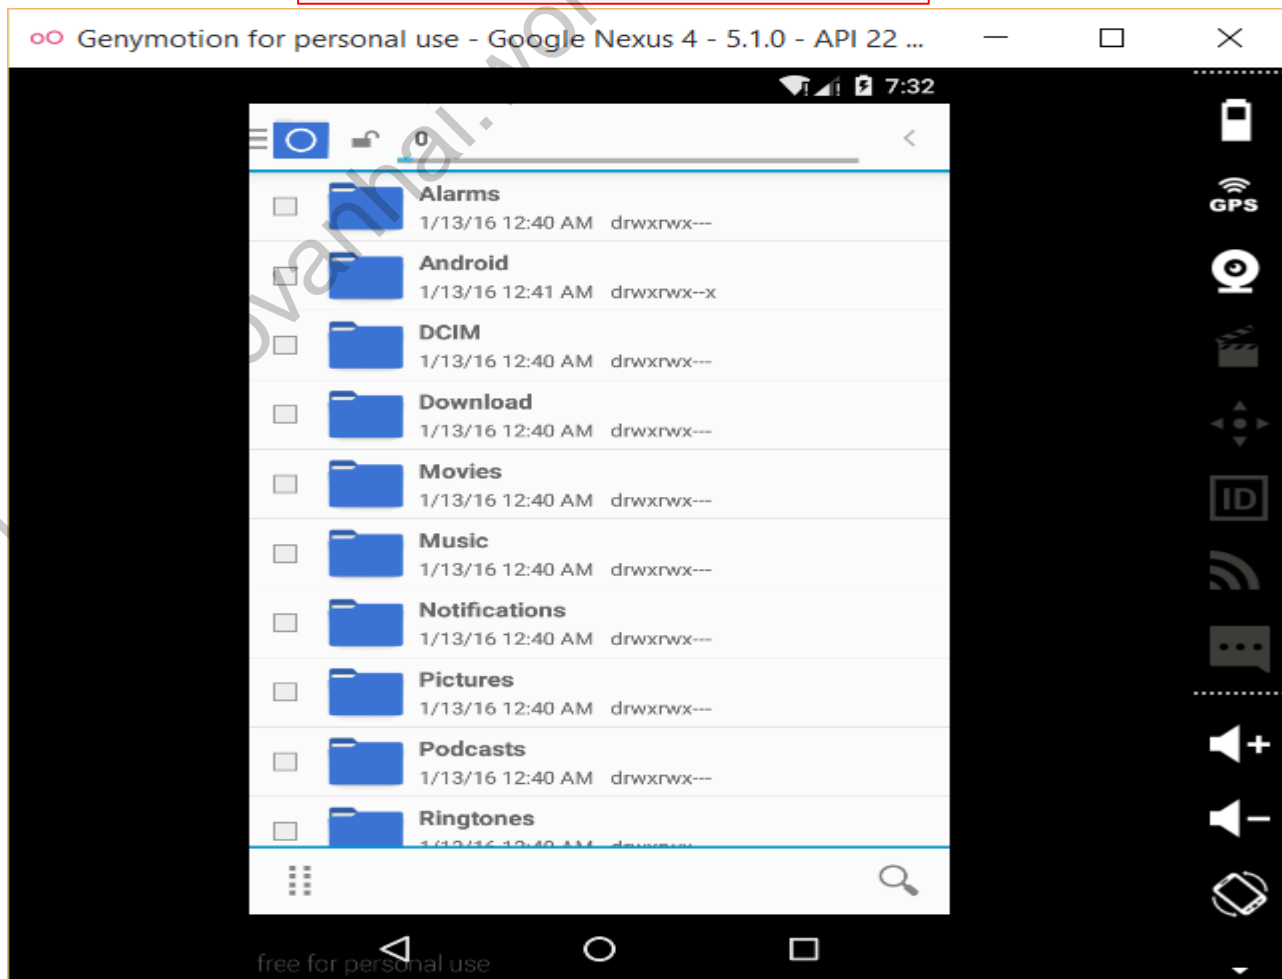 Genymotion for personal use - Google Nexus 4 - 5.1.0 - API 22 ...
7:32
0
Alarms
1/13/16 12:40 AM drwxrwx---
Android
1/13/16 12:41 AM drwxrwx--x
DCIM
1/13/16 12:40 AM drwxrwx---
Download
1/13/16 12:40 AM drwxrwx---
Movies
1/13/16 12:40 AM drwxrwx---
Music
1/13/16 12:40 AM drwxrwx---
Notifications
1/13/16 12:40 AM drwxrwx---
Pictures
1/13/16 12:40 AM drwxrwx---
Podcasts
1/13/16 12:40 AM drwxrwx---
Ringtones
GPS
ID
free for personal use